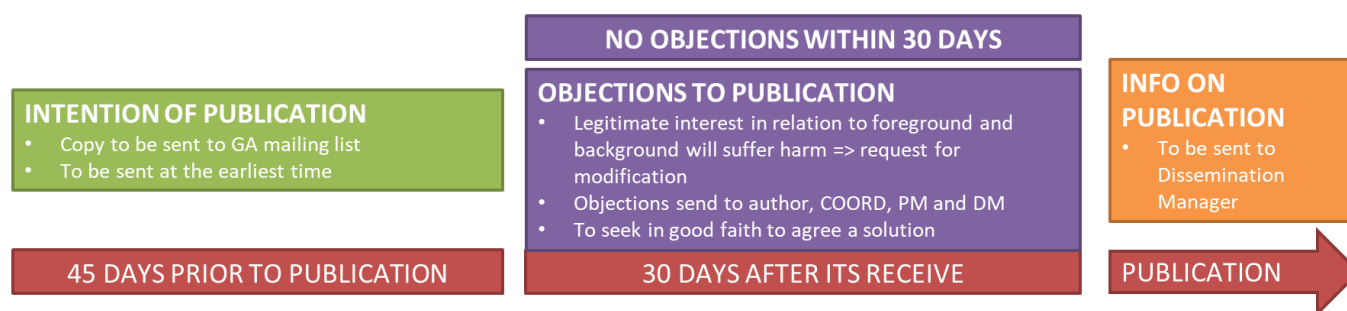 INTENTION OF PUBLICATION
• Copy to be sent to GA mailing list
• To be sent at the earliest time
45 DAYS PRIOR TO PUBLICATION
NO OBJECTIONS WITHIN 30 DAYS
OBJECTIONS TO PUBLICATION
• Legitimate interest in relation to foreground and
background will suffer harm => request for
modification
• Objections send to author, COORD, PM and DM
• To seek in good faith to agree a solution
30 DAYS AFTER ITS RECEIVE
INFO ON
PUBLICATION
• To be sent to
Dissemination
Manager
PUBLICATION